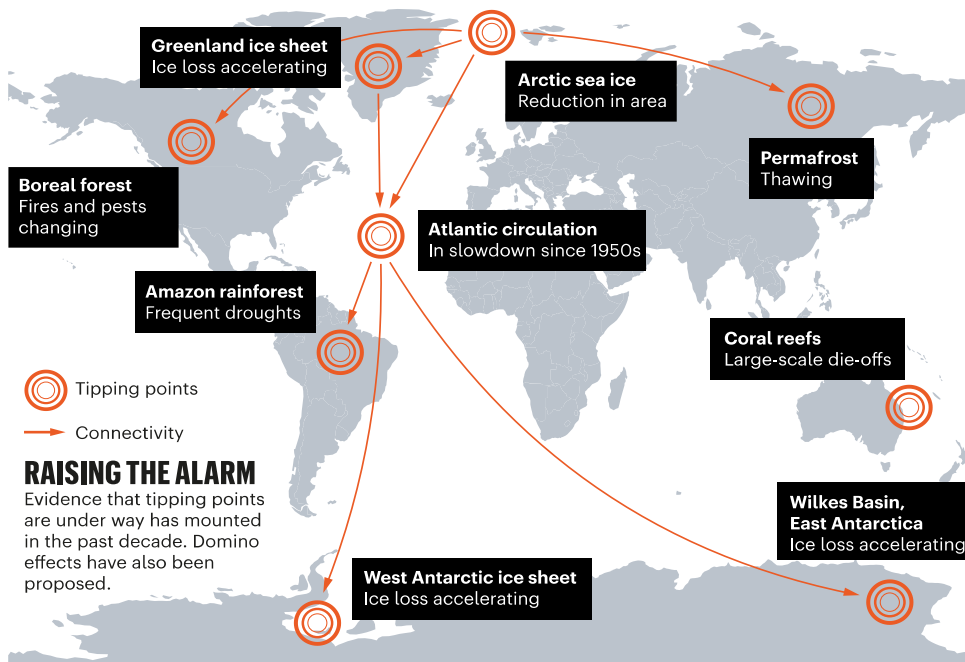 Greenland ice sheet
Ice loss accelerating
Arctic sea ice
Reduction in area
Permafrost
Thawing
Boreal forest
Fires and pests
changing
Atlantic circulation
In slowdown since 1950s
Amazon rainforest
Frequent droughts
Coral reefs
Large-scale die-offs
Tipping points
Connectivity
RAISING THE ALARM
Evidence that tipping points
are under way has mounted
in the past decade. Domino
effects have also been
proposed.
Wilkes Basin,
East Antarctica
Ice loss accelerating
West Antarctic ice sheet
Ice loss accelerating